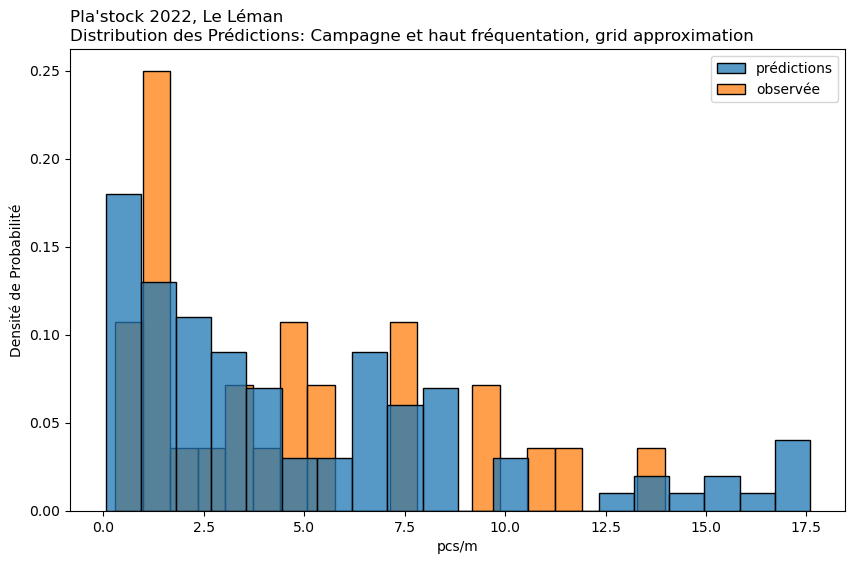 Pla'stock 2022, Le Léman
Distribution des Prédictions: Campagne et haut fréquentation, grid approximation
prédictions
observée
Densité de Probabilité
0.25
0.20
0.15
0.10
0.05
0.00
0.0 2.5 5.0 7.5 10.0 12.5 15.0 17.5
pcs/m